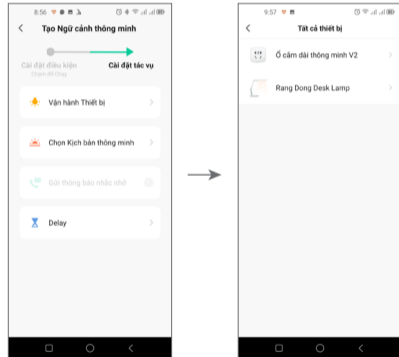 8:56
Tạo Ngữ cảnh thông minh
Cài đặt điều kiện
Cài đặt tác vụ
Vận hành Thiết bị
Chọn Kịch bản thông minh
Gửi thông báo nhắc nhở
Delay
9:57
Tất cả thiết bị
Ổ cắm dài thông minh V2
Rang Dong Desk Lamp